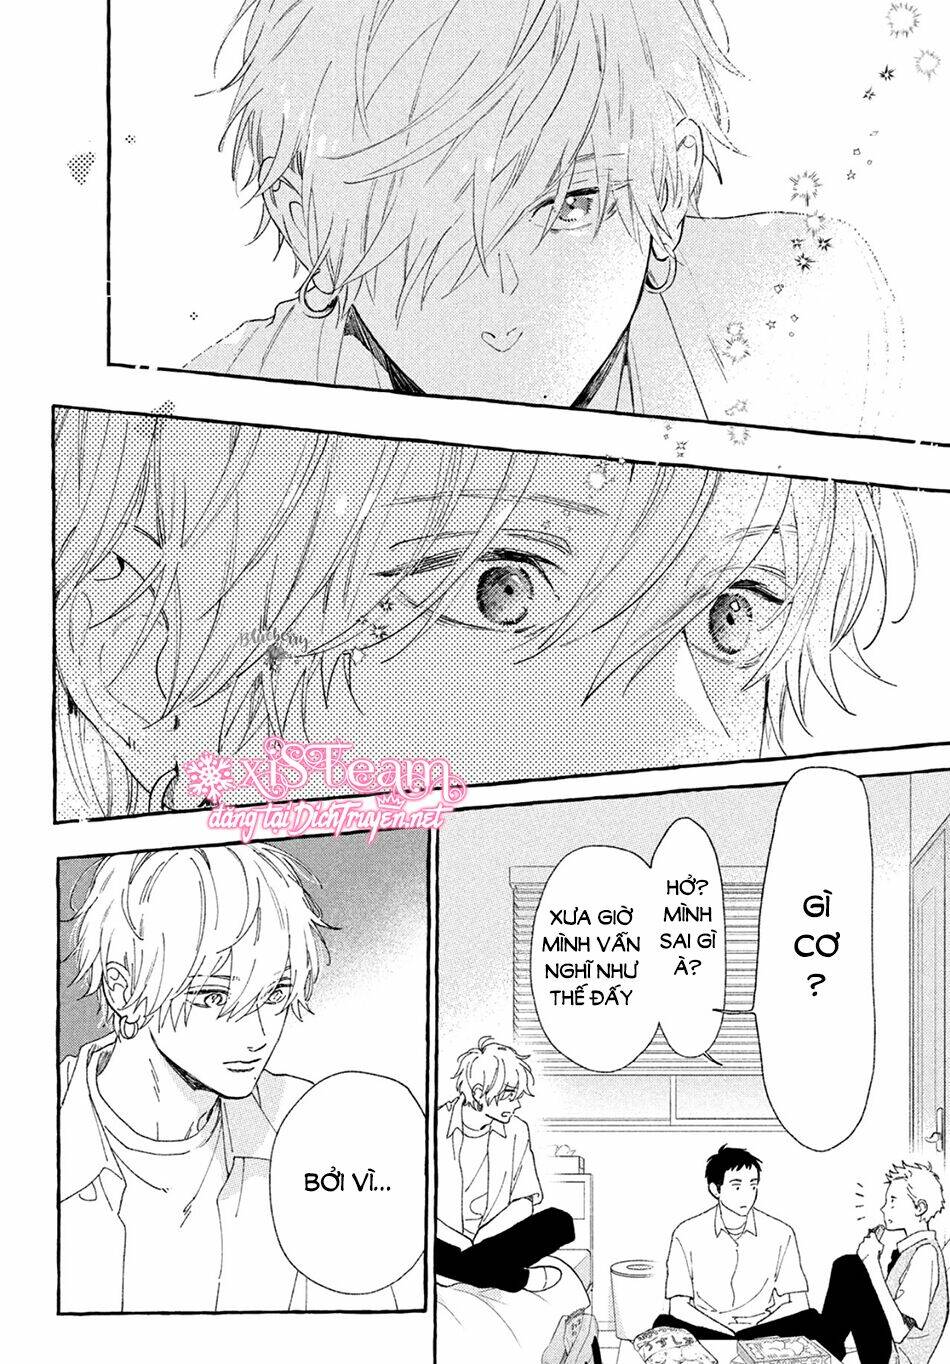 Blueberry
xiSTeam
đăng tại DichTruyen.net
GÌ
CƠ
?
HỞ?
MÌNH
SAI GÌ
À?
XƯA GIỜ
MÌNH VẪN
NGHĨ NHƯ
THẾ ĐẤY
BỞI VÌ...